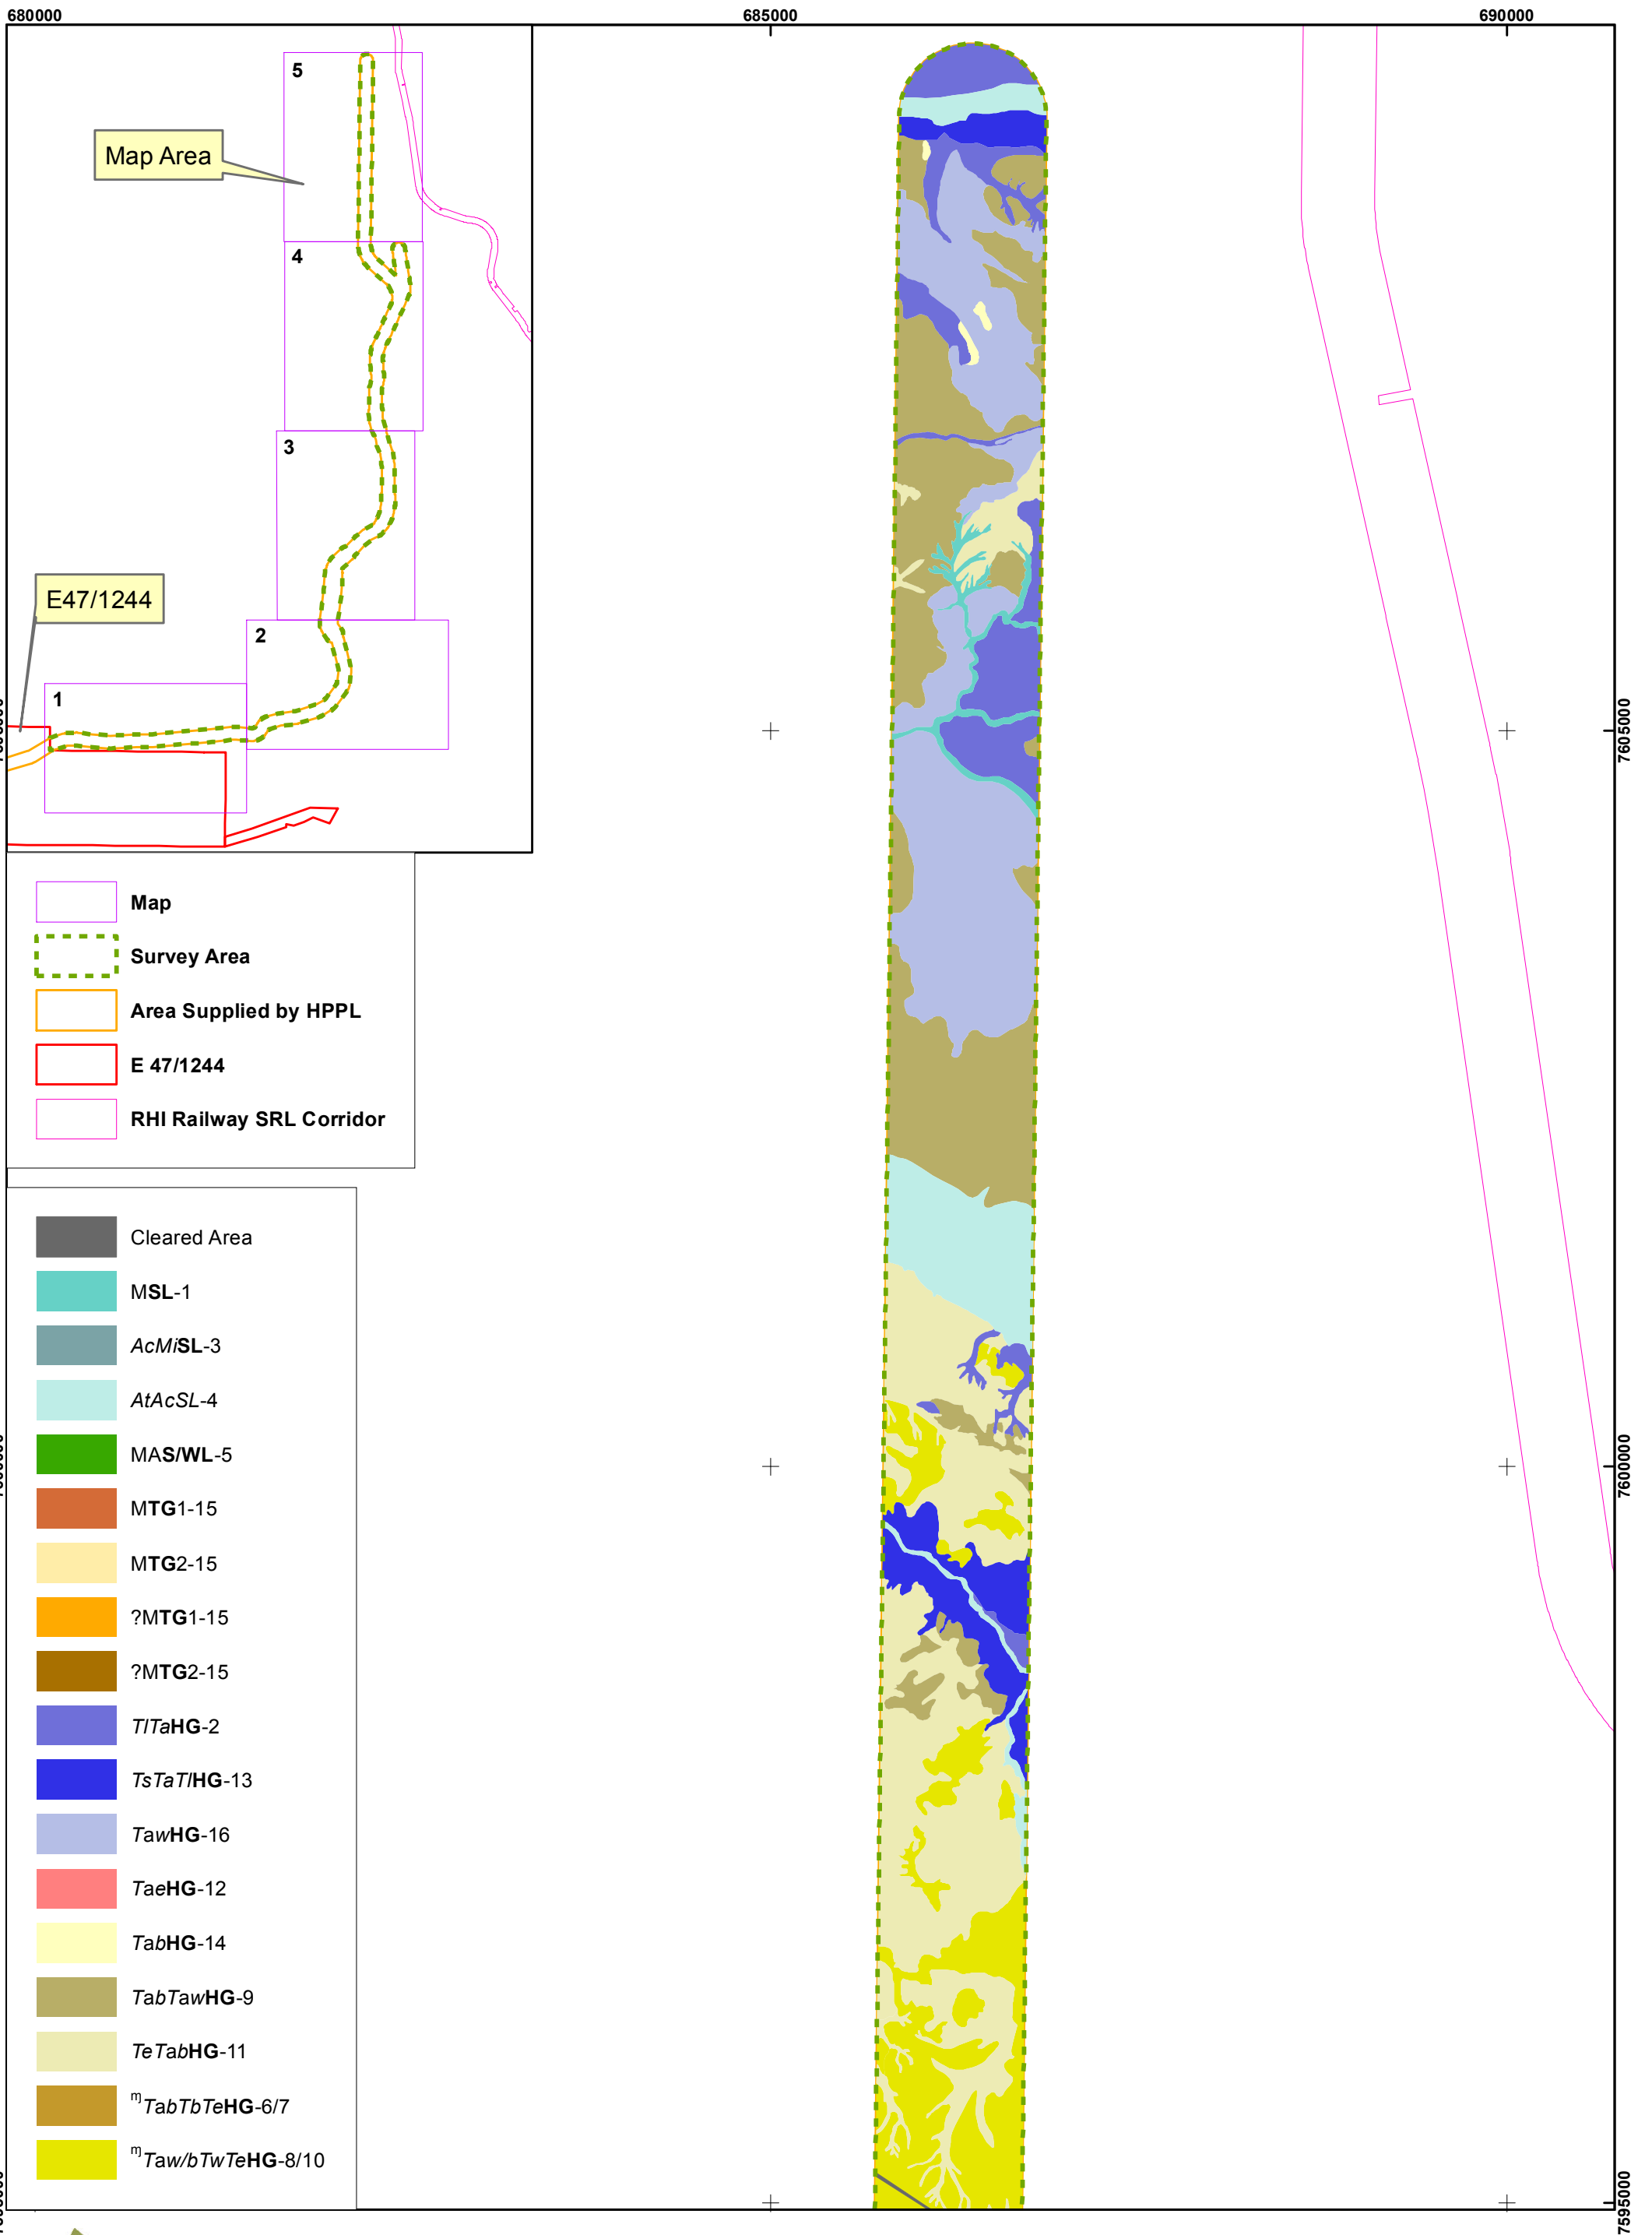 680000
685000
690000
5
Map Area
4
3
E47/1244
2
1
7605000
Map
Survey Area
Area Supplied by HPPL
E 47/1244
RHI Railway SRL Corridor
Cleared Area
MSL-1
AcMiSL-3
AtAcSL-4
MAS/WL-5
7600000
MTG1-15
MTG2-15
?MTG1-15
?MTG2-15
TlTaHG-2
TsTaTlHG-13
TawHG-16
TaeHG-12
TabHG-14
TabTawHG-9
TeTabHG-11
ᵐTabTbTeHG-6/7
ᵐTaw/bTwTeHG-8/10
7595000